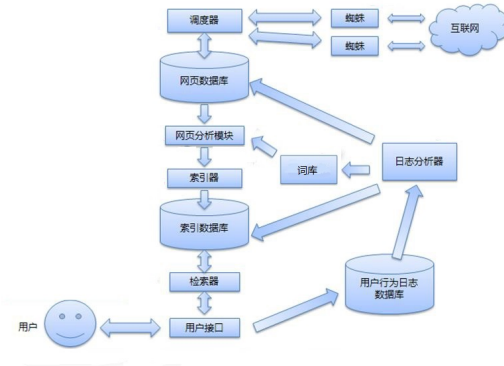 调度器
蜘蛛
互联网
蜘蛛
网页数据库
网页分析模块
日志分析器
词库
索引器
索引数据库
检索器
用户行为日志
数据库
用户
用户接口